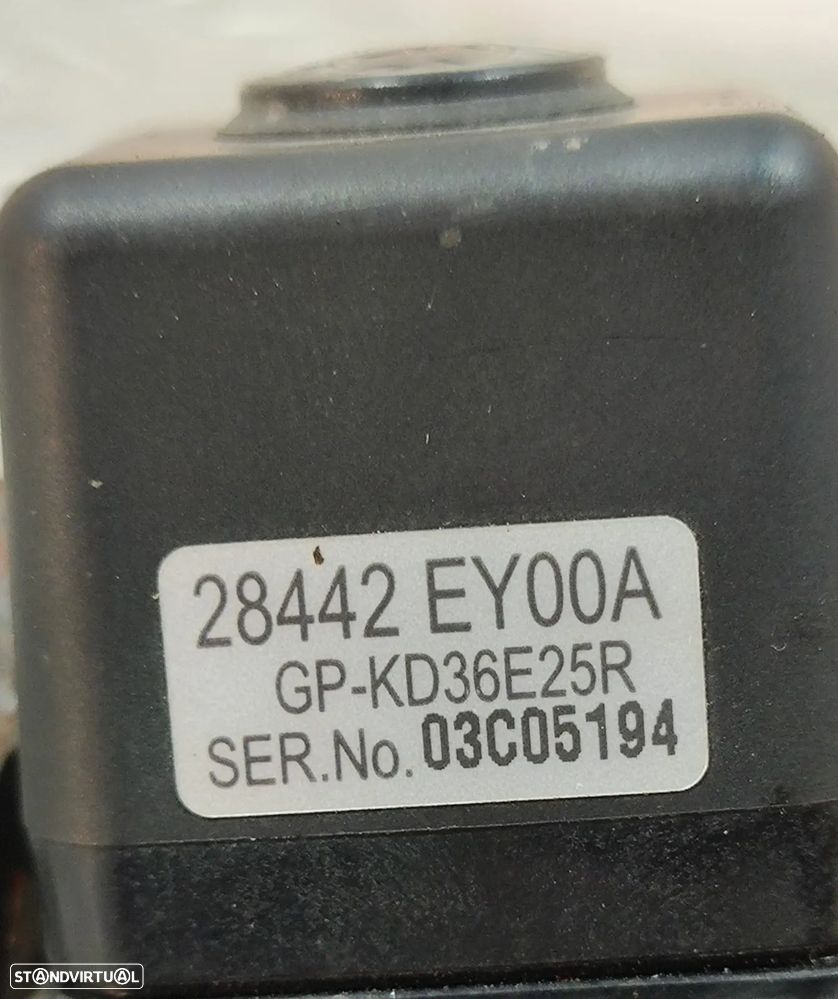 28442 EY00A
GP-KD36E25R
SER.No. 03C05194
STANDVIRTUAL